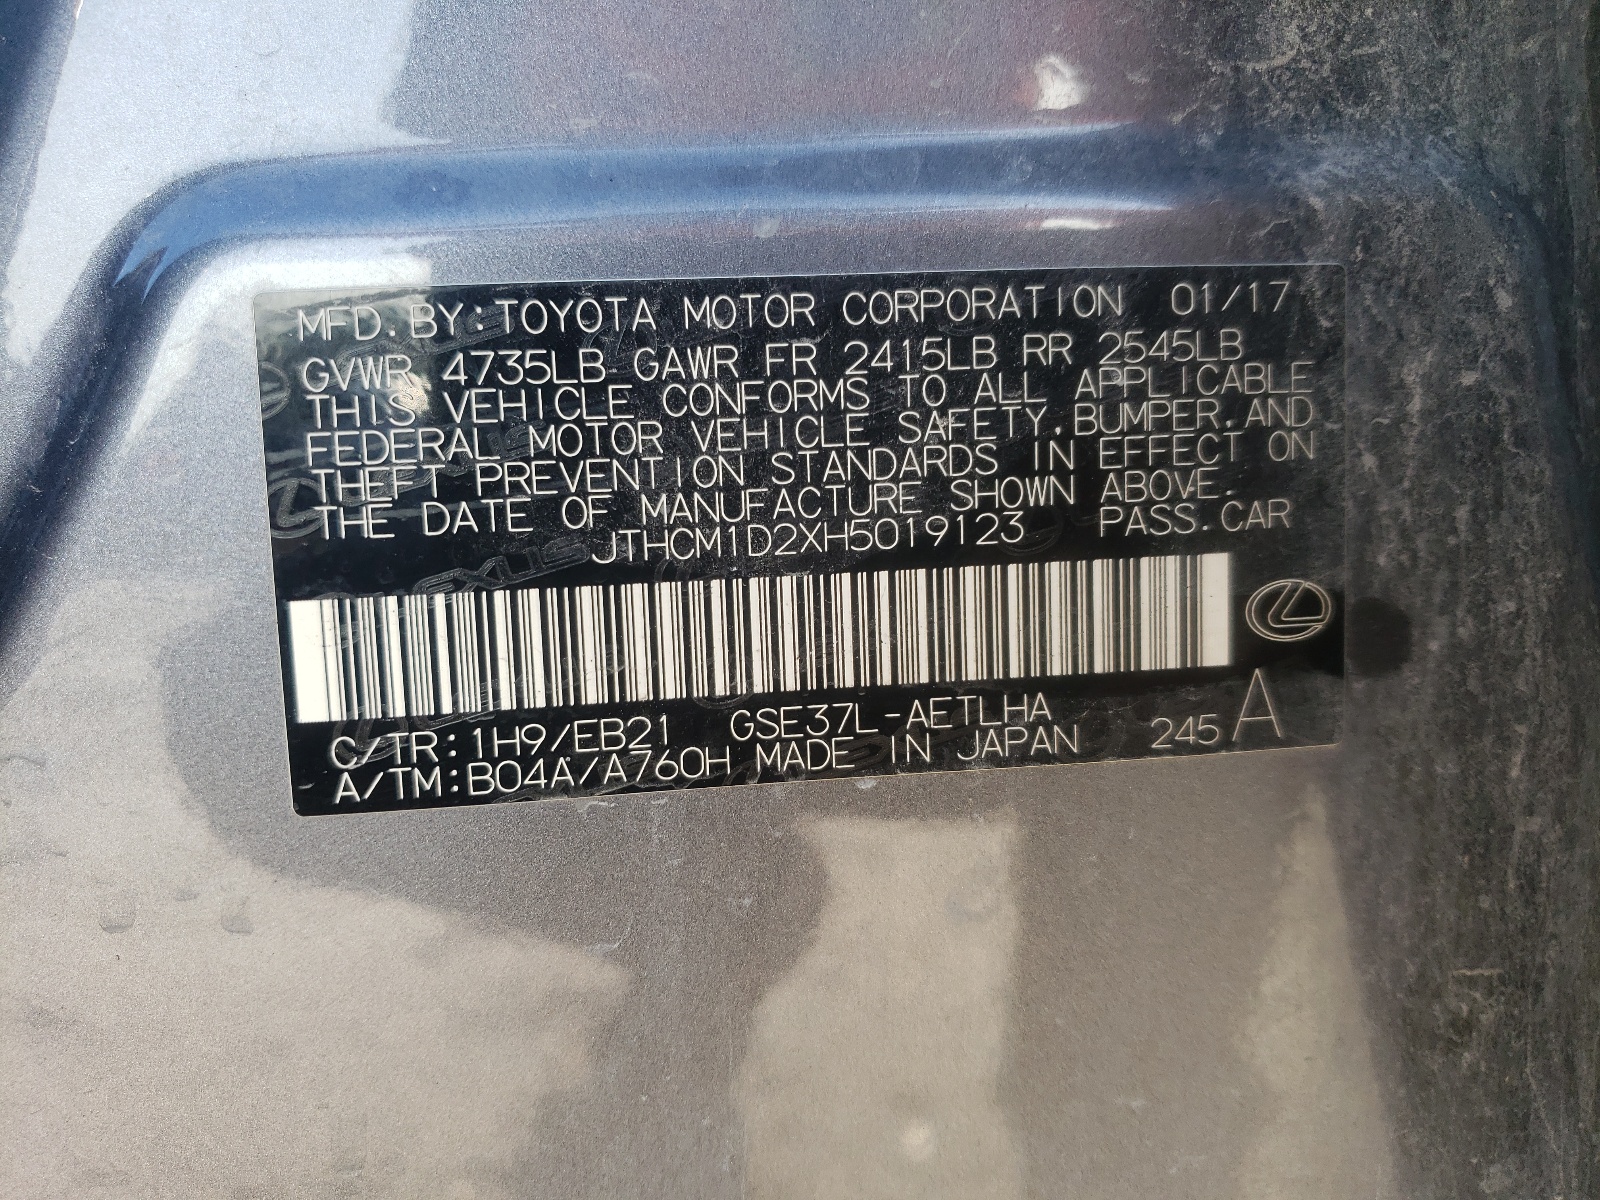 MFD. BY: TOYOTA MOTOR CORPORATION 01/17
GVWR 4735LB GAWR FR 2415LB RR 2545LB
THIS VEHICLE CONFORMS TO ALL APPLICABLE
FEDERAL MOTOR VEHICLE SAFETY, BUMPER, AND
THEFT PREVENTION STANDARDS IN EFFECT ON
THE DATE OF MANUFACTURE SHOWN ABOVE.
JTHCM1D2XH5019123 PASS. CAR
C/TR: 1H9/EB21 GSE37L-AETLHA
A/TM: B04A/A760H MADE IN JAPAN 245 A